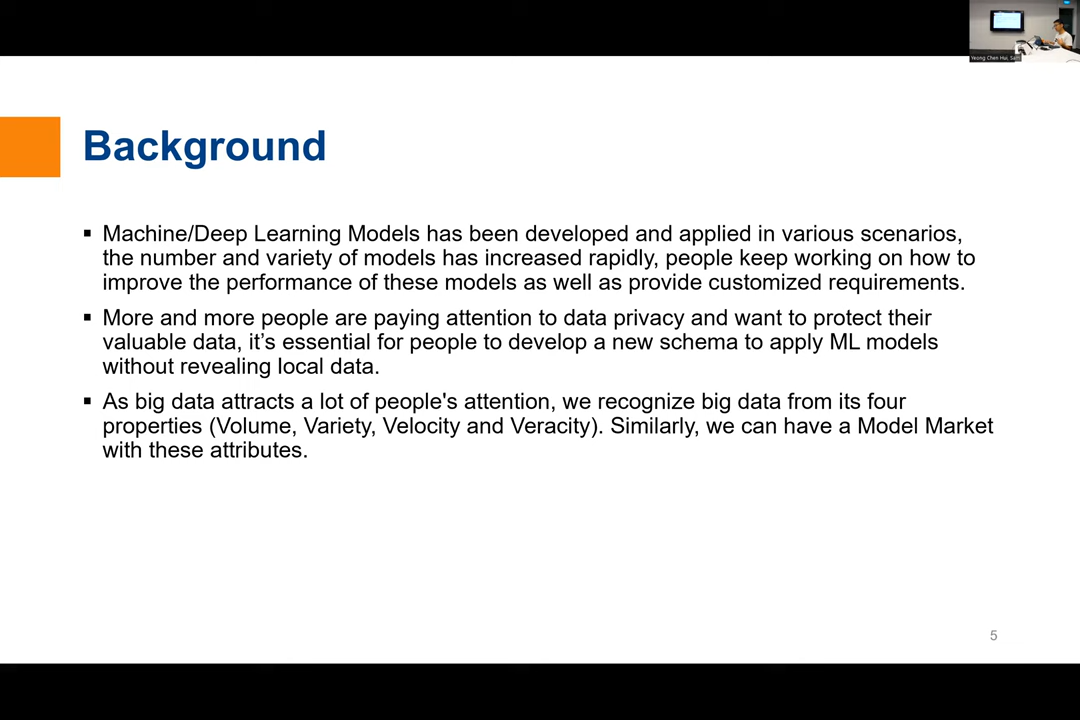 Yeong Chen Hui, Sam
Background
▪ Machine/Deep Learning Models has been developed and applied in various scenarios,
the number and variety of models has increased rapidly, people keep working on how to
improve the performance of these models as well as provide customized requirements.
▪ More and more people are paying attention to data privacy and want to protect their
valuable data, it’s essential for people to develop a new schema to apply ML models
without revealing local data.
▪ As big data attracts a lot of people's attention, we recognize big data from its four
properties (Volume, Variety, Velocity and Veracity). Similarly, we can have a Model Market
with these attributes.
5